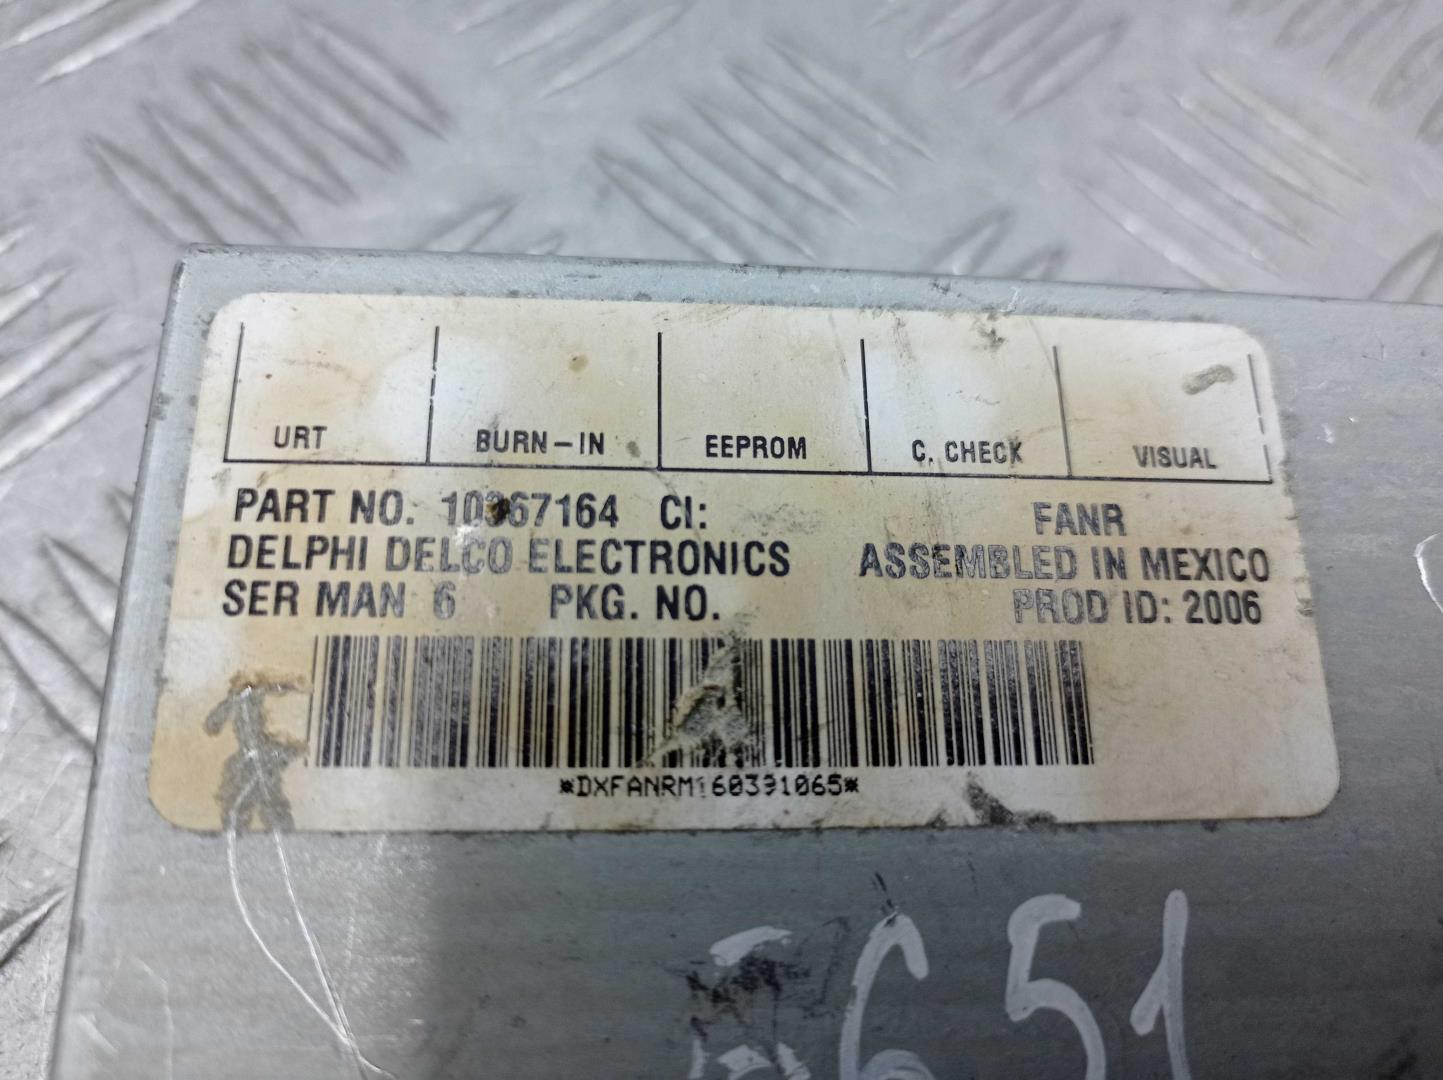 URT BURN-IN EEPROM C. CHECK VISUAL
PART NO. 10367164 CI: FANR
DELPHI DELCO ELECTRONICS ASSEMBLED IN MEXICO
SER MAN 6 PKG. NO. PROD ID: 2006
*DXFANRM160391065*
651